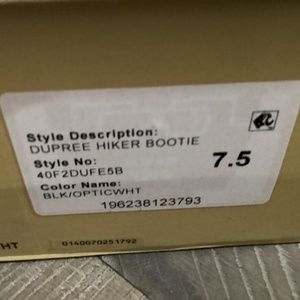 Style Description:
DUPREE HIKER BOOTIE
Style No:
40F2DUFE5B
7.5
Color Name:
BLK/OPTICWHT
196238123793
HT
0140070251792